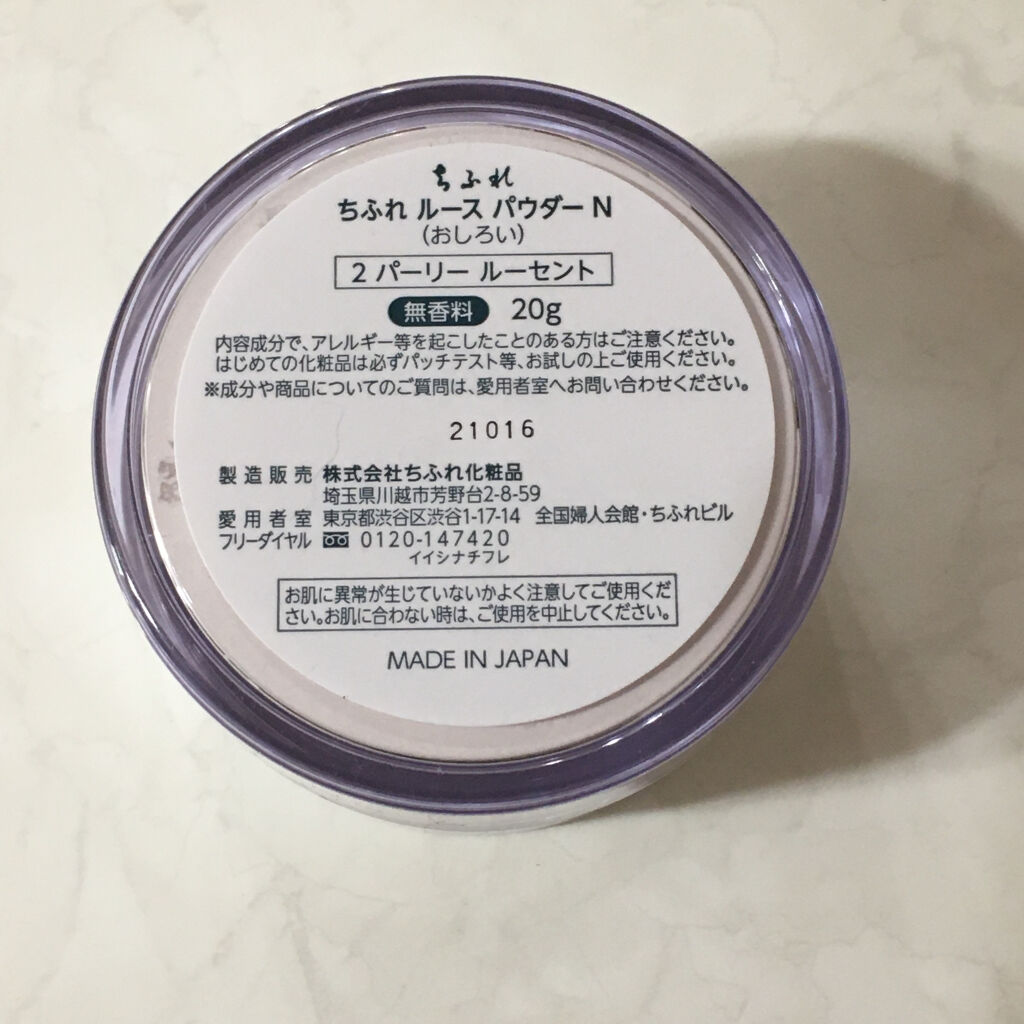 ちふれ
ちふれ ルース パウダー N
(おしろい)
2 パーリー ルーセント
無香料 20g
内容成分で、アレルギー等を起こしたことのある方はご注意ください。
はじめての化粧品は必ずパッチテスト等、お試しの上ご使用ください。
※成分や商品についてのご質問は、愛用者室へお問い合わせください。
21016
製造販売 株式会社ちふれ化粧品
埼玉県川越市芳野台2-8-59
愛用者室 東京都渋谷区渋谷1-17-14 全国婦人会館・ちふれビル
フリーダイヤル 0120-147420
イイシナチフレ
お肌に異常が生じていないかよく注意してご使用くだ
さい。お肌に合わない時は、ご使用を中止してください。
MADE IN JAPAN